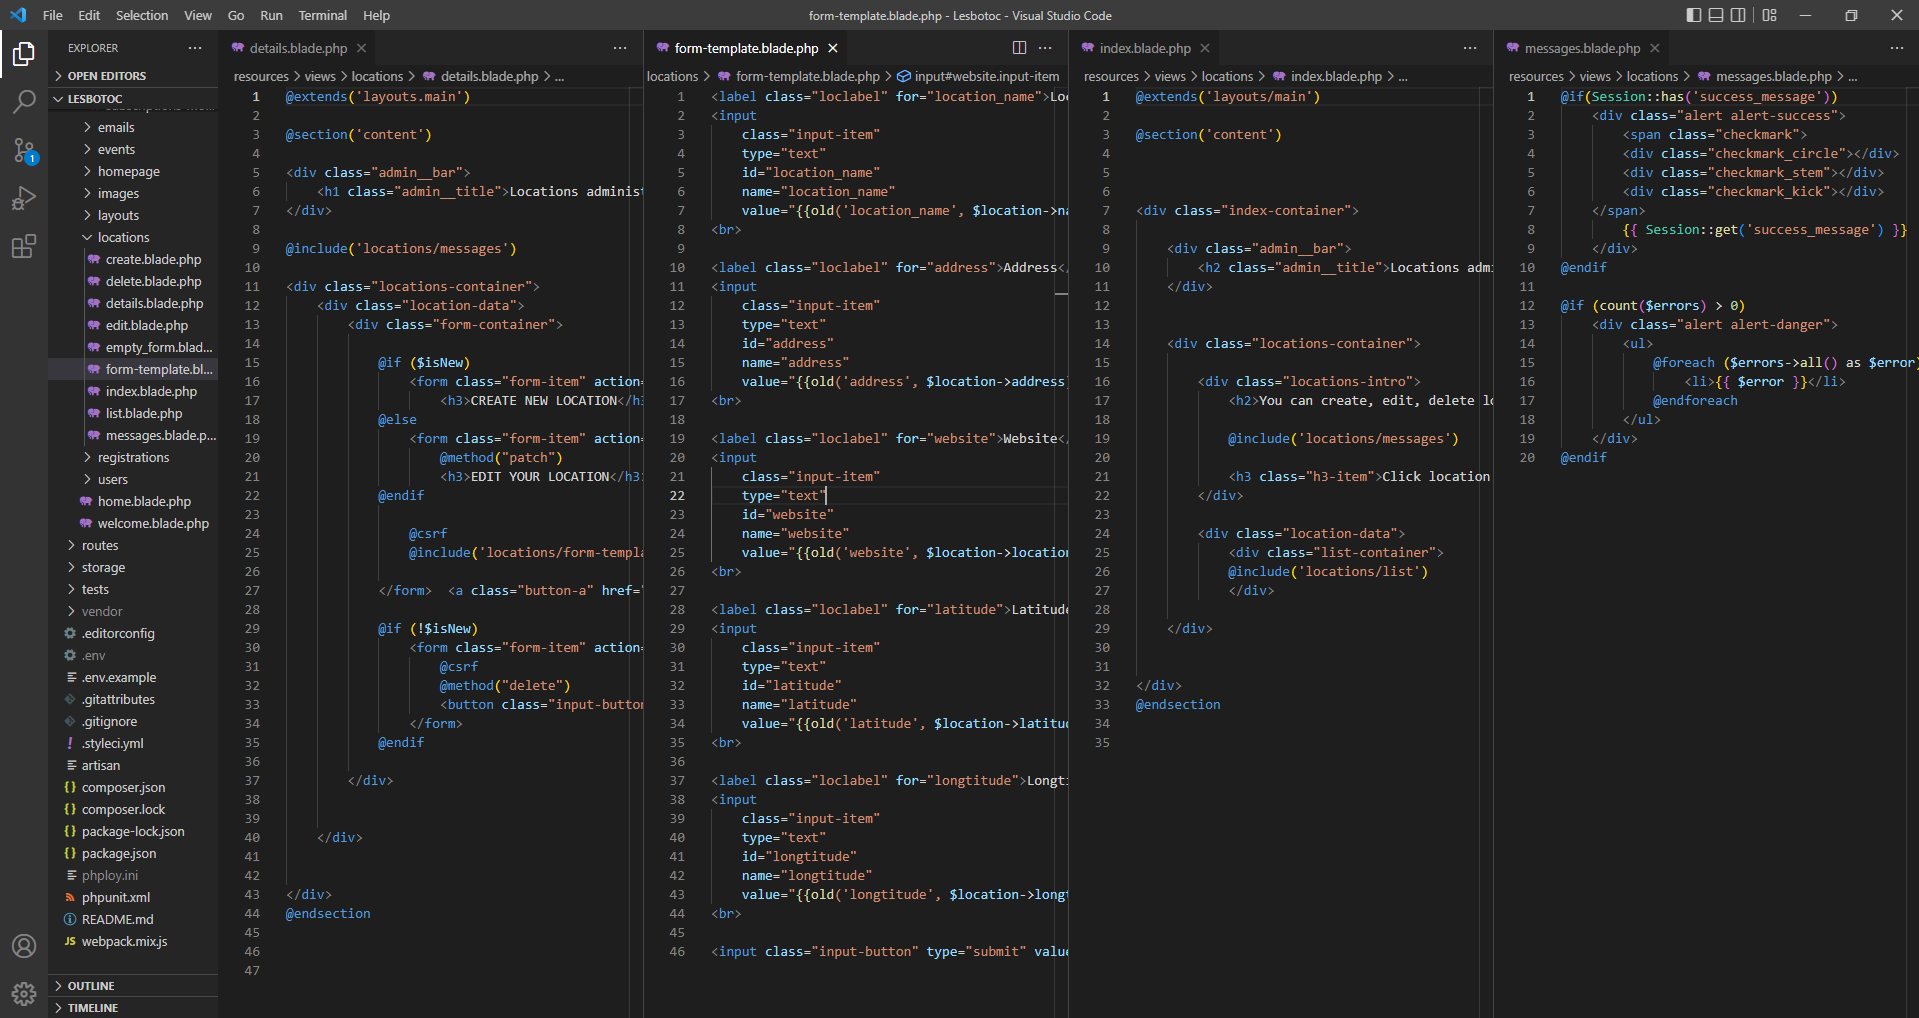 File Edit Selection View Go Run Terminal Help
form-template.blade.php - Lesbotoc - Visual Studio Code
EXPLORER
OPEN EDITORS
LESBOTOC
emails
events
homepage
images
layouts
locations
create.blade.php
delete.blade.php
details.blade.php
edit.blade.php
empty_form.blad...
form-template.bl...
index.blade.php
list.blade.php
messages.blade.p...
registrations
users
home.blade.php
welcome.blade.php
routes
storage
tests
vendor
.editorconfig
.env
.env.example
.gitattributes
.gitignore
.styleci.yml
artisan
composer.json
composer.lock
package-lock.json
package.json
phploy.ini
phpunit.xml
README.md
webpack.mix.js
OUTLINE
TIMELINE
1
details.blade.php
resources > views > locations > details.blade.php > ...
1 @extends('layouts.main')
2
3 @section('content')
4
5 <div class="admin__bar">
6 <h1 class="admin__title">Locations adminis
7 </div>
8
9 @include('locations/messages')
10
11 <div class="locations-container">
12 <div class="location-data">
13 <div class="form-container">
14
15 @if ($isNew)
16 <form class="form-item" action=
17 <h3>CREATE NEW LOCATION</h
18 @else
19 <form class="form-item" action=
20 @method("patch")
21 <h3>EDIT YOUR LOCATION</h3
22 @endif
23
24 @csrf
25 @include('locations/form-templa
26
27 </form> <a class="button-a" href="
28
29 @if (!$isNew)
30 <form class="form-item" action=
31 @csrf
32 @method("delete")
33 <button class="input-button
34 </form>
35 @endif
36
37 </div>
38
39
40 </div>
41
42
43 </div>
44 @endsection
45
46
47
form-template.blade.php
locations > form-template.blade.php > input#website.input-item
1 <label class="loclabel" for="location_name">Loc
2 <input
3 class="input-item"
4 type="text"
5 id="location_name"
6 name="location_name"
7 value="{{old('location_name', $location->na
8 <br>
9
10 <label class="loclabel" for="address">Address</
11 <input
12 class="input-item"
13 type="text"
14 id="address"
15 name="address"
16 value="{{old('address', $location->address)
17 <br>
18
19 <label class="loclabel" for="website">Website</
20 <input
21 class="input-item"
22 type="text"
23 id="website"
24 name="website"
25 value="{{old('website', $location->location
26 <br>
27
28 <label class="loclabel" for="latitude">Latitude
29 <input
30 class="input-item"
31 type="text"
32 id="latitude"
33 name="latitude"
34 value="{{old('latitude', $location->latitud
35 <br>
36
37 <label class="loclabel" for="longtitude">Longti
38 <input
39 class="input-item"
40 type="text"
41 id="longtitude"
42 name="longtitude"
43 value="{{old('longtitude', $location->longt
44 <br>
45
46 <input class="input-button" type="submit" value
index.blade.php
resources > views > locations > index.blade.php > ...
1 @extends('layouts/main')
2
3 @section('content')
4
5
6
7 <div class="index-container">
8
9 <div class="admin__bar">
10 <h2 class="admin__title">Locations adm
11 </div>
12
13
14 <div class="locations-container">
15
16 <div class="locations-intro">
17 <h2>You can create, edit, delete lo
18
19 @include('locations/messages')
20
21 <h3 class="h3-item">Click location
22 </div>
23
24 <div class="location-data">
25 <div class="list-container">
26 @include('locations/list')
27 </div>
28
29 </div>
30
31
32 </div>
33 @endsection
34
35
messages.blade.php
resources > views > locations > messages.blade.php > ...
1 @if(Session::has('success_message'))
2 <div class="alert alert-success">
3 <span class="checkmark">
4 <div class="checkmark_circle"></div>
5 <div class="checkmark_stem"></div>
6 <div class="checkmark_kick"></div>
7 </span>
8 {{ Session::get('success_message') }}
9 </div>
10 @endif
11
12 @if (count($errors) > 0)
13 <div class="alert alert-danger">
14 <ul>
15 @foreach ($errors->all() as $error)
16 <li>{{ $error }}</li>
17 @endforeach
18 </ul>
19 </div>
20 @endif